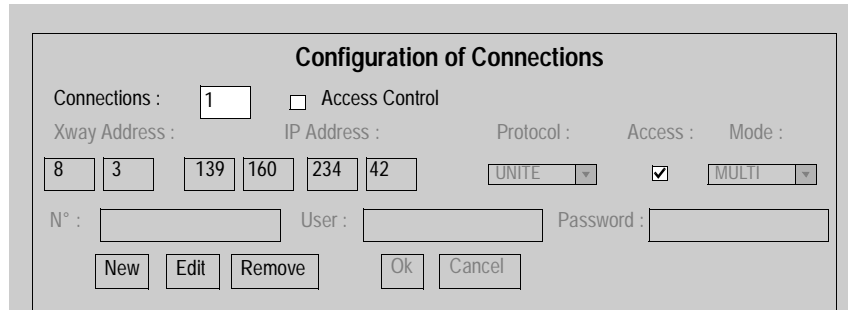 Configuration of Connections
Connections : 1 Access Control
Xway Address : IP Address : Protocol : Access : Mode :
8 3 139 160 234 42 UNITE MULTI
N° : User : Password :
New Edit Remove Ok Cancel